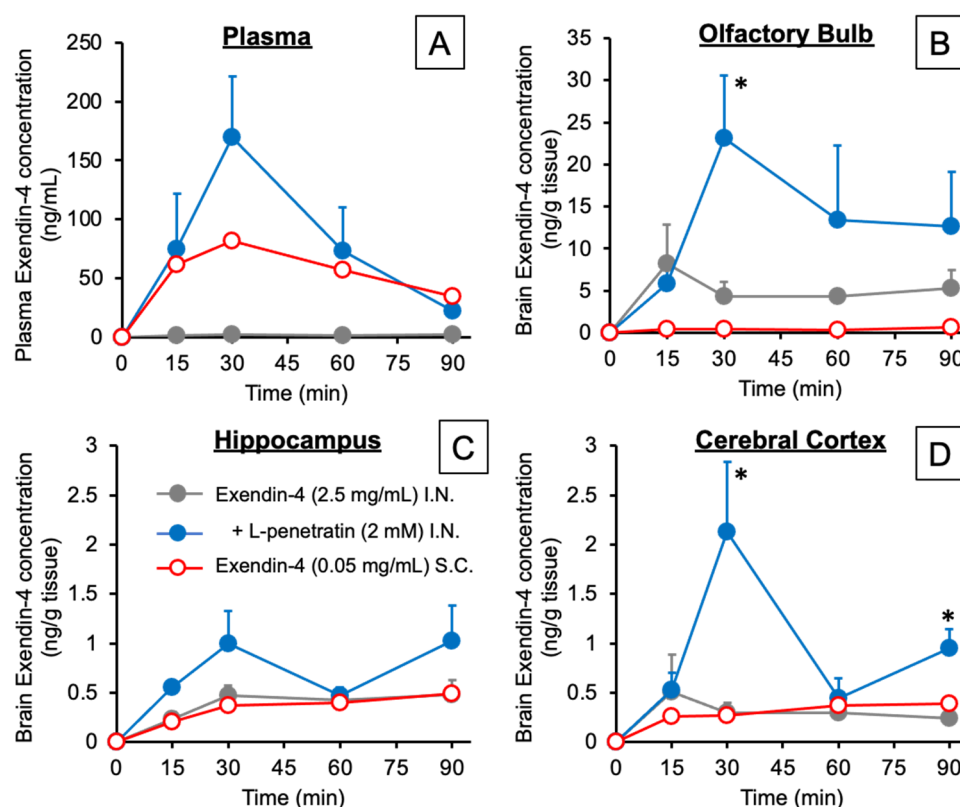 Plasma
A
Plasma Exendin-4 concentration
(ng/mL)
300
250
200
150
100
50
0
0 15 30 45 60 75 90
Time (min)
Olfactory Bulb
B
Brain Exendin-4 concentration
(ng/g tissue)
35
30
25
20
15
10
5
0
*
0 15 30 45 60 75 90
Time (min)
Hippocampus
C
Brain Exendin-4 concentration
(ng/g tissue)
3
2.5
2
1.5
1
0.5
0
Exendin-4 (2.5 mg/mL) I.N.
+ L-penetratin (2 mM) I.N.
Exendin-4 (0.05 mg/mL) S.C.
0 15 30 45 60 75 90
Time (min)
Cerebral Cortex
D
Brain Exendin-4 concentration
(ng/g tissue)
3
2.5
2
1.5
1
0.5
0
*
*
0 15 30 45 60 75 90
Time (min)